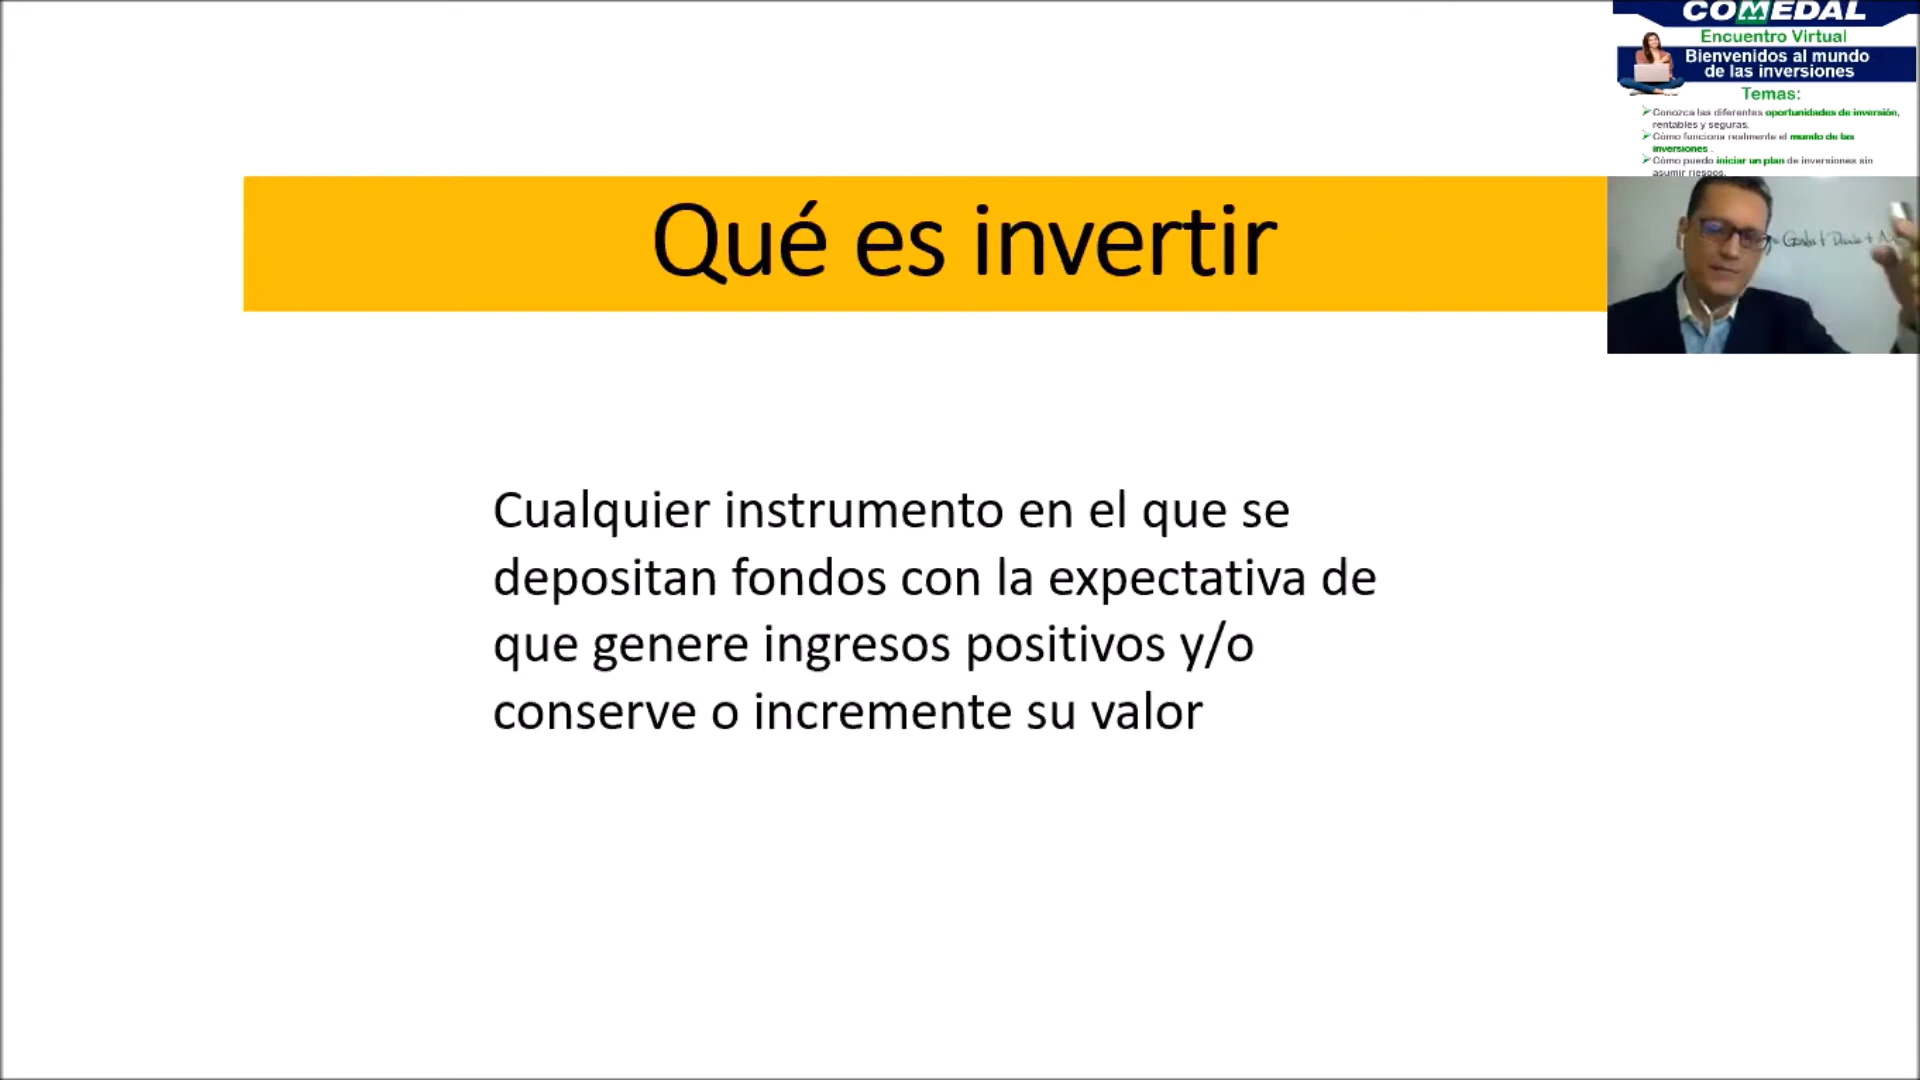 COMEDAL
Encuentro Virtual
Bienvenidos al mundo
de las inversiones
Temas:
Conozca las diferentes oportunidades de inversión,
rentables y seguras.
Cómo funciona realmente el mundo de las
inversiones .
Cómo puedo iniciar un plan de inversiones sin
asumir riesgos.
Qué es invertir
Cualquier instrumento en el que se
depositan fondos con la expectativa de
que genere ingresos positivos y/o
conserve o incremente su valor